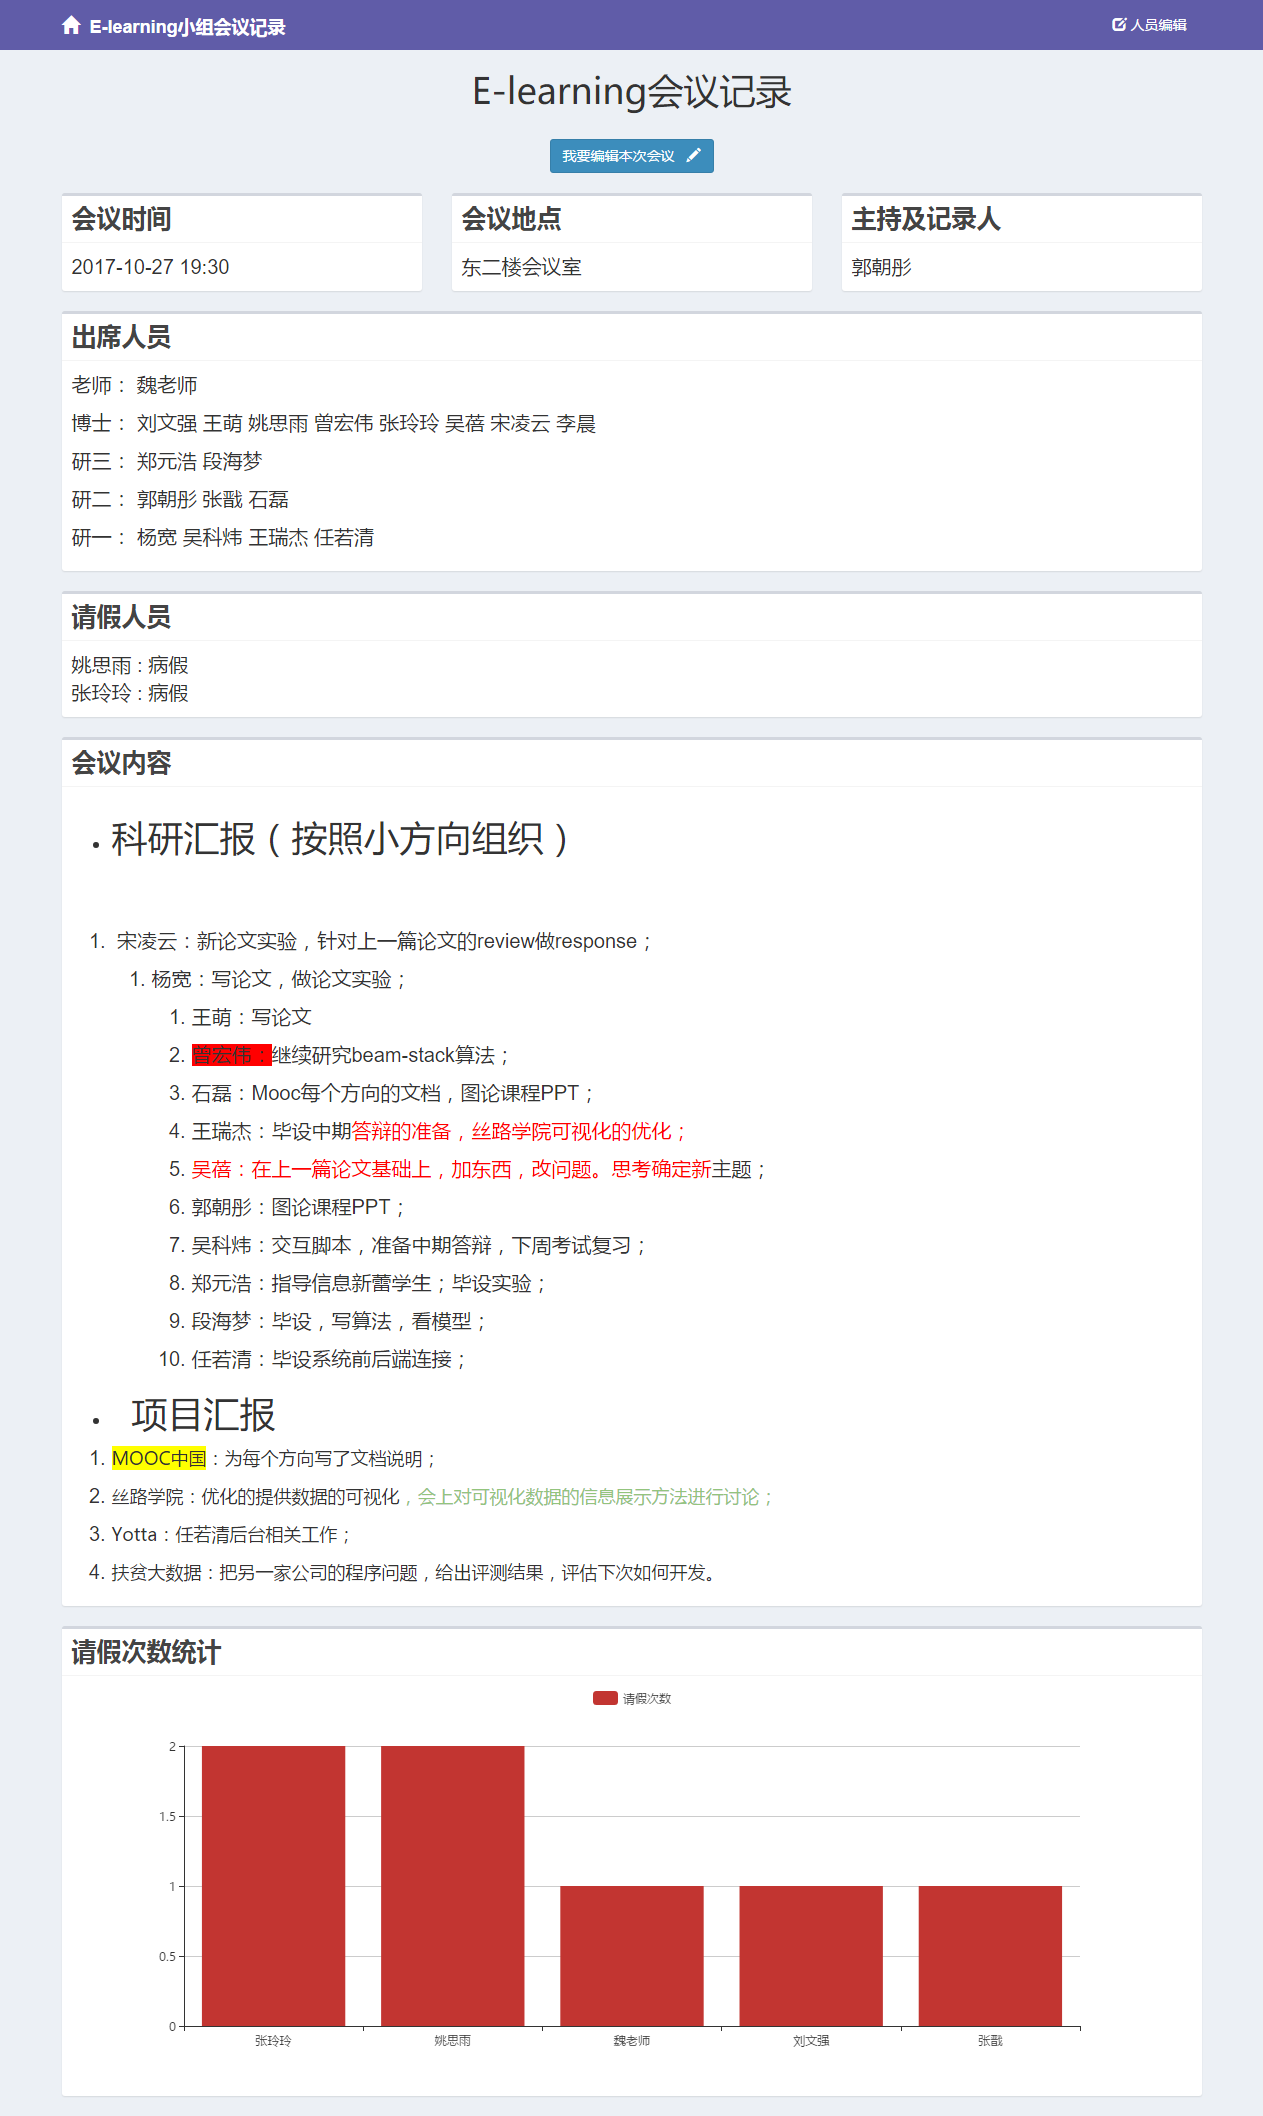 E-learning小组会议记录
人员编辑
E-learning会议记录
我要编辑本次会议
会议时间
2017-10-27 19:30
会议地点
东二楼会议室
主持及记录人
郭朝彤
出席人员
老师： 魏老师
博士： 刘文强 王萌 姚思雨 曾宏伟 张玲玲 吴蓓 宋凌云 李晨
研三： 郑元浩 段海梦
研二： 郭朝彤 张戬 石磊
研一： 杨宽 吴科炜 王瑞杰 任若清
请假人员
姚思雨 : 病假
张玲玲 : 病假
会议内容
• 科研汇报（按照小方向组织）
1. 宋凌云：新论文实验，针对上一篇论文的review做response；
1. 杨宽：写论文，做论文实验；
1. 王萌：写论文
2. 曾宏伟：继续研究beam-stack算法；
3. 石磊：Mooc每个方向的文档，图论课程PPT；
4. 王瑞杰：毕设中期答辩的准备，丝路学院可视化的优化；
5. 吴蓓：在上一篇论文基础上，加东西，改问题。思考确定新主题；
6. 郭朝彤：图论课程PPT；
7. 吴科炜：交互脚本，准备中期答辩，下周考试复习；
8. 郑元浩：指导信息新蕾学生；毕设实验；
9. 段海梦：毕设，写算法，看模型；
10. 任若清：毕设系统前后端连接；
• 项目汇报
1. MOOC中国：为每个方向写了文档说明；
2. 丝路学院：优化的提供数据的可视化，会上对可视化数据的信息展示方法进行讨论；
3. Yotta：任若清后台相关工作；
4. 扶贫大数据：把另一家公司的程序问题，给出评测结果，评估下次如何开发。
请假次数统计
请假次数
2
1.5
1
0.5
0
张玲玲 姚思雨 魏老师 刘文强 张戬